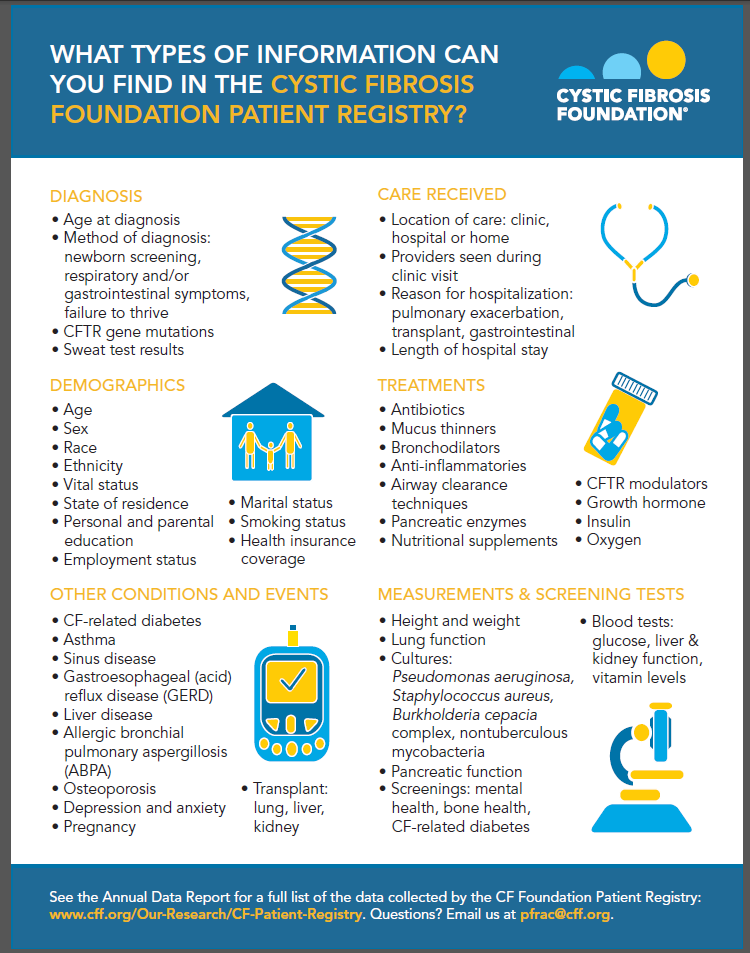 WHAT TYPES OF INFORMATION CAN
YOU FIND IN THE CYSTIC FIBROSIS
FOUNDATION PATIENT REGISTRY?
CYSTIC FIBROSIS
FOUNDATION®
DIAGNOSIS
• Age at diagnosis
• Method of diagnosis:
newborn screening,
respiratory and/or
gastrointestinal symptoms,
failure to thrive
• CFTR gene mutations
• Sweat test results
CARE RECEIVED
• Location of care: clinic,
hospital or home
• Providers seen during
clinic visit
• Reason for hospitalization:
pulmonary exacerbation,
transplant, gastrointestinal
• Length of hospital stay
DEMOGRAPHICS
• Age
• Sex
• Race
• Ethnicity
• Vital status
• State of residence
• Personal and parental
education
• Employment status
• Marital status
• Smoking status
• Health insurance
coverage
TREATMENTS
• Antibiotics
• Mucus thinners
• Bronchodilators
• Anti-inflammatories
• Airway clearance
techniques
• Pancreatic enzymes
• Nutritional supplements
• CFTR modulators
• Growth hormone
• Insulin
• Oxygen
OTHER CONDITIONS AND EVENTS
• CF-related diabetes
• Asthma
• Sinus disease
• Gastroesophageal (acid)
reflux disease (GERD)
• Liver disease
• Allergic bronchial
pulmonary aspergillosis
(ABPA)
• Osteoporosis
• Depression and anxiety
• Pregnancy
• Transplant:
lung, liver,
kidney
MEASUREMENTS & SCREENING TESTS
• Height and weight
• Lung function
• Cultures:
Pseudomonas aeruginosa,
Staphylococcus aureus,
Burkholderia cepacia
complex, nontuberculous
mycobacteria
• Pancreatic function
• Screenings: mental
health, bone health,
CF-related diabetes
• Blood tests:
glucose, liver &
kidney function,
vitamin levels
See the Annual Data Report for a full list of the data collected by the CF Foundation Patient Registry:
www.cff.org/Our-Research/CF-Patient-Registry. Questions? Email us at pfrac@cff.org.